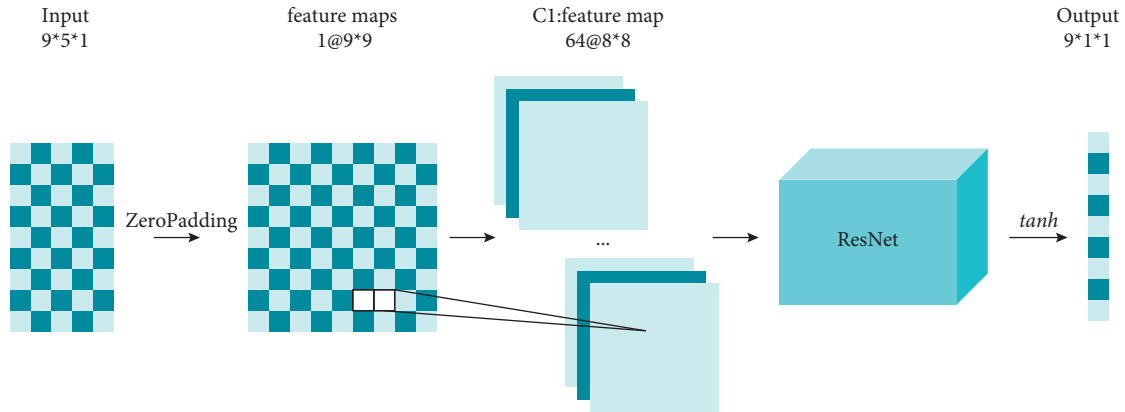 Input
9*5*1
feature maps
1@9*9
C1:feature map
64@8*8
Output
9*1*1
ZeroPadding
...
ResNet
tanh